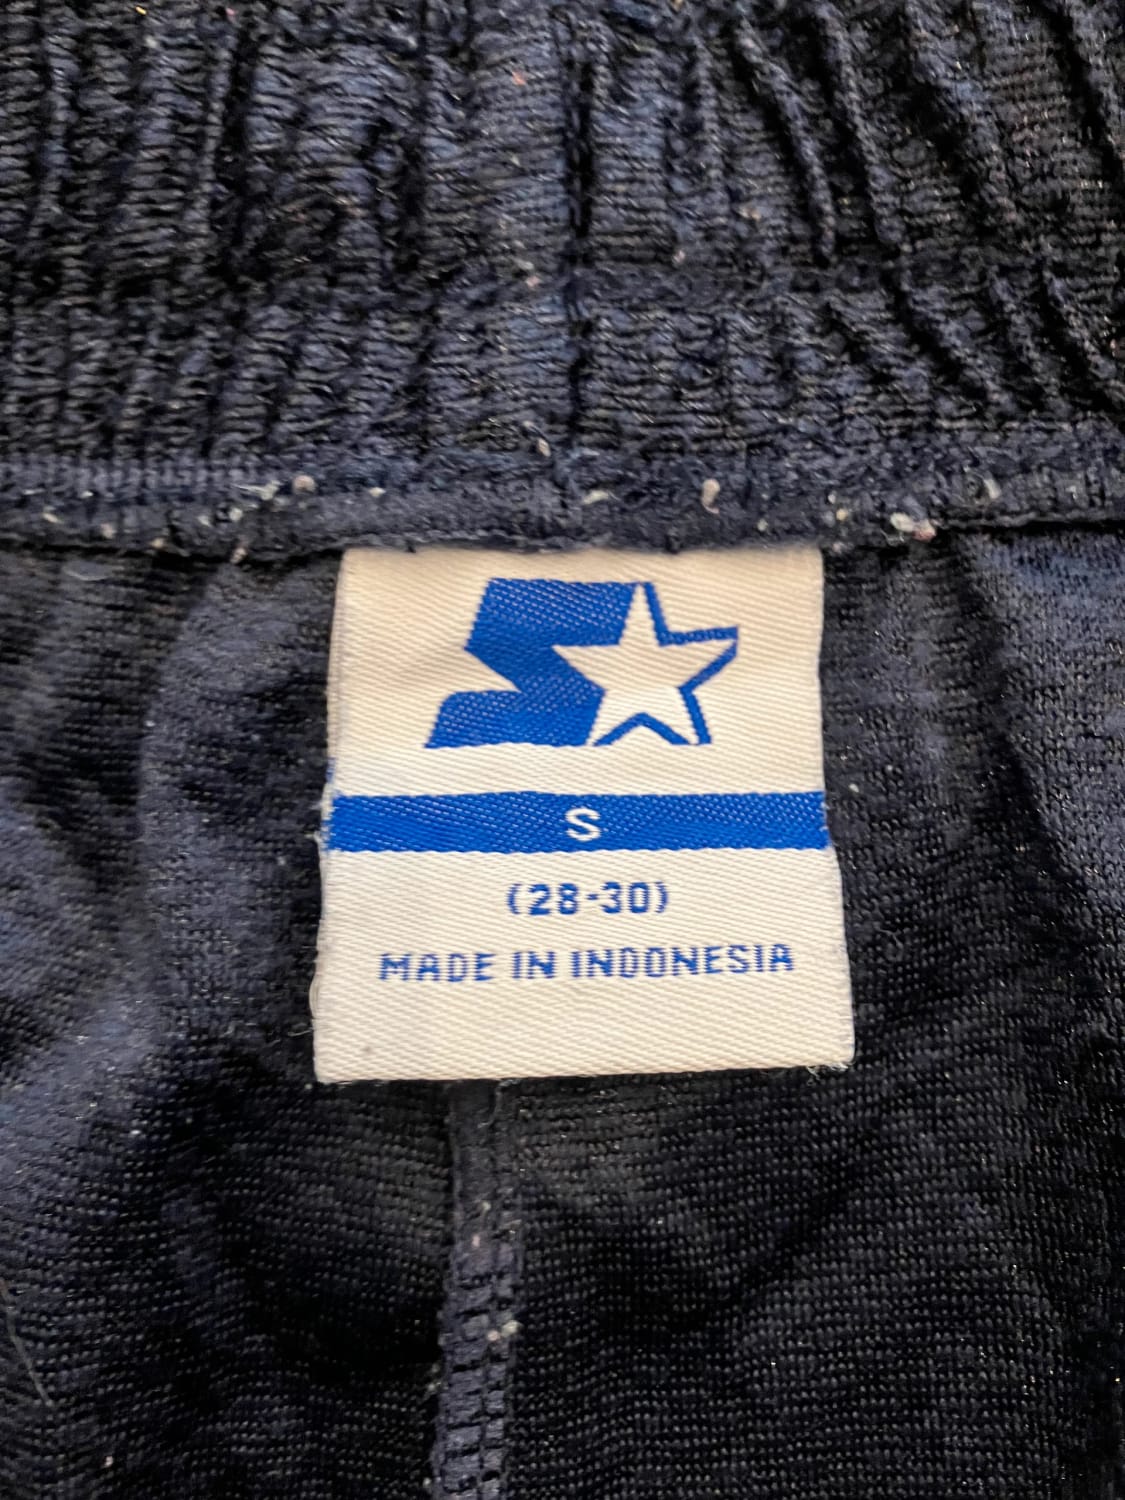 S
(28-30)
MADE IN INDONESIA